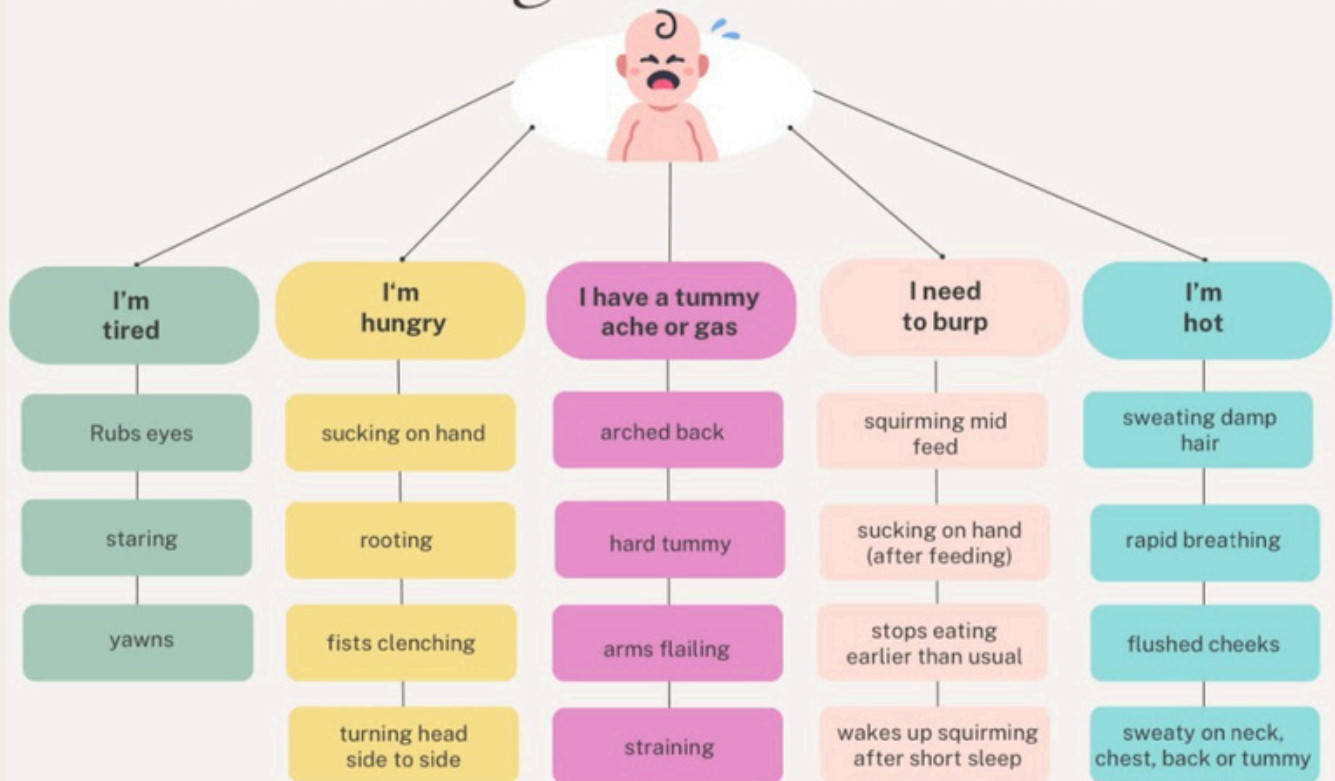 I'm
tired
Rubs eyes
staring
yawns
I‘m
hungry
sucking on hand
rooting
fists clenching
turning head
side to side
I have a tummy
ache or gas
arched back
hard tummy
arms flailing
straining
I need
to burp
squirming mid
feed
sucking on hand
(after feeding)
stops eating
earlier than usual
wakes up squirming
after short sleep
I’m
hot
sweating damp
hair
rapid breathing
flushed cheeks
sweaty on neck,
chest, back or tummy